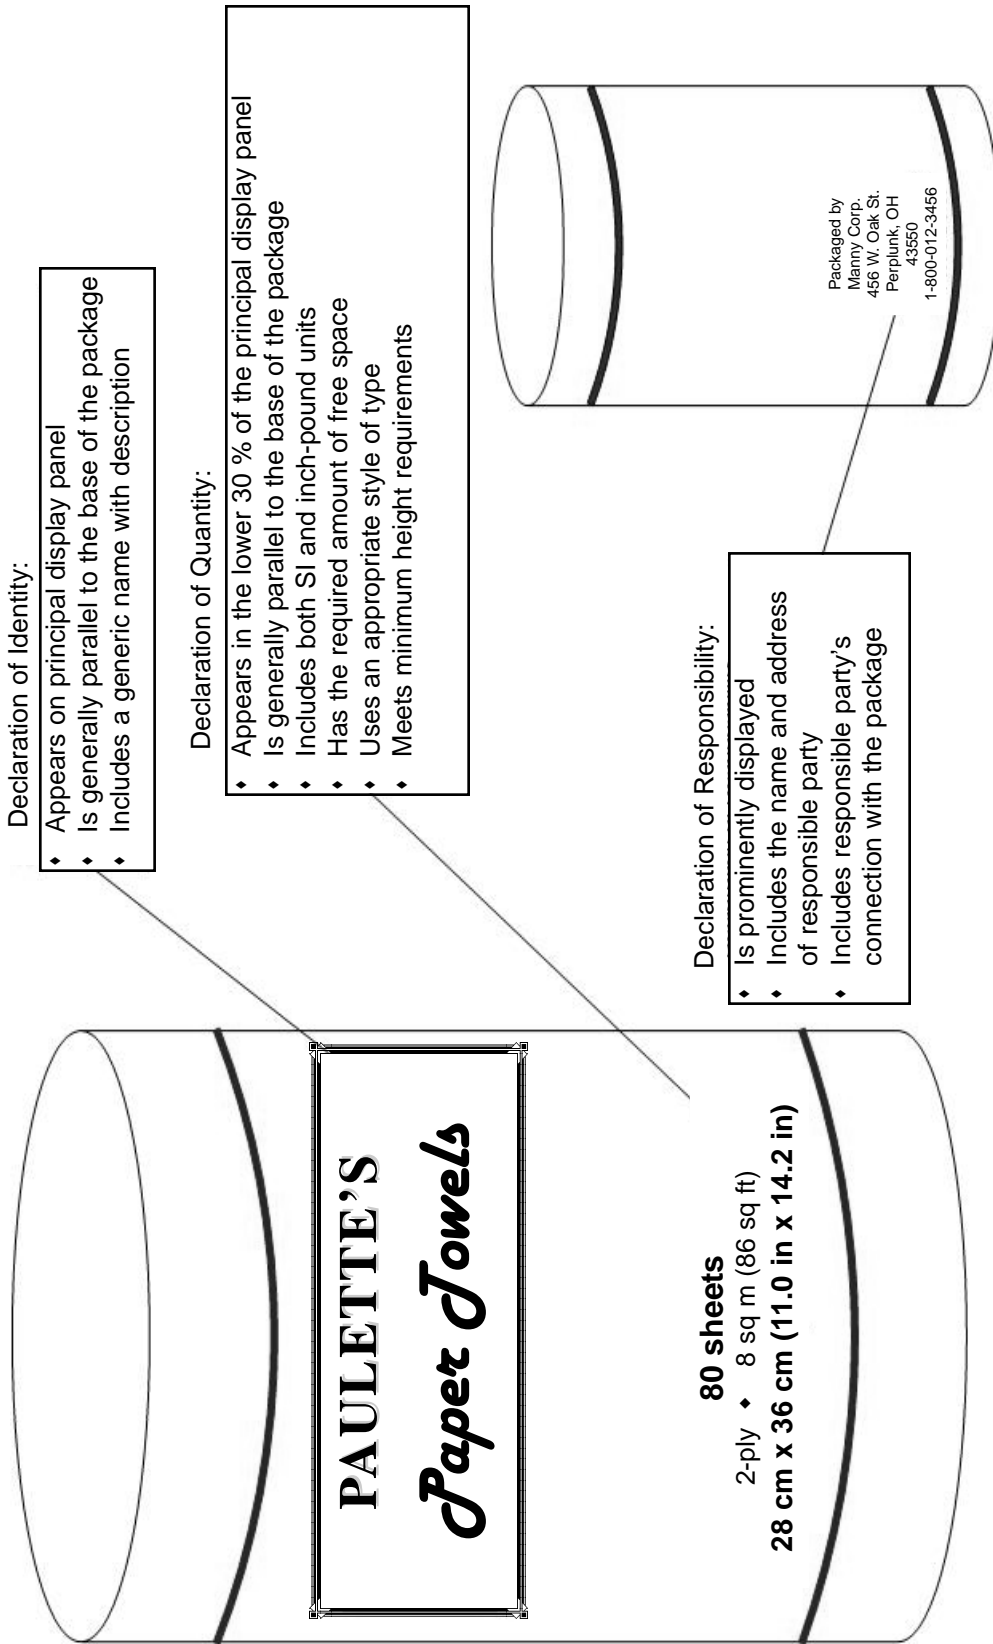 Declaration of Identity:
♦ Appears on principal display panel
♦ Is generally parallel to the base of the package
♦ Includes a generic name with description
Declaration of Quantity:
♦ Appears in the lower 30 % of the principal display panel
♦ Is generally parallel to the base of the package
♦ Includes both SI and inch-pound units
♦ Has the required amount of free space
♦ Uses an appropriate style of type
♦ Meets minimum height requirements
PAULETTE’S
Paper Towels
80 sheets
2-ply ♦ 8 sq m (86 sq ft)
28 cm x 36 cm (11.0 in x 14.2 in)
Declaration of Responsibility:
♦ Is prominently displayed
♦ Includes the name and address
of responsible party
♦ Includes responsible party’s
connection with the package
Packaged by
Manny Corp.
456 W. Oak St.
Perplunk, OH
43550
1-800-012-3456